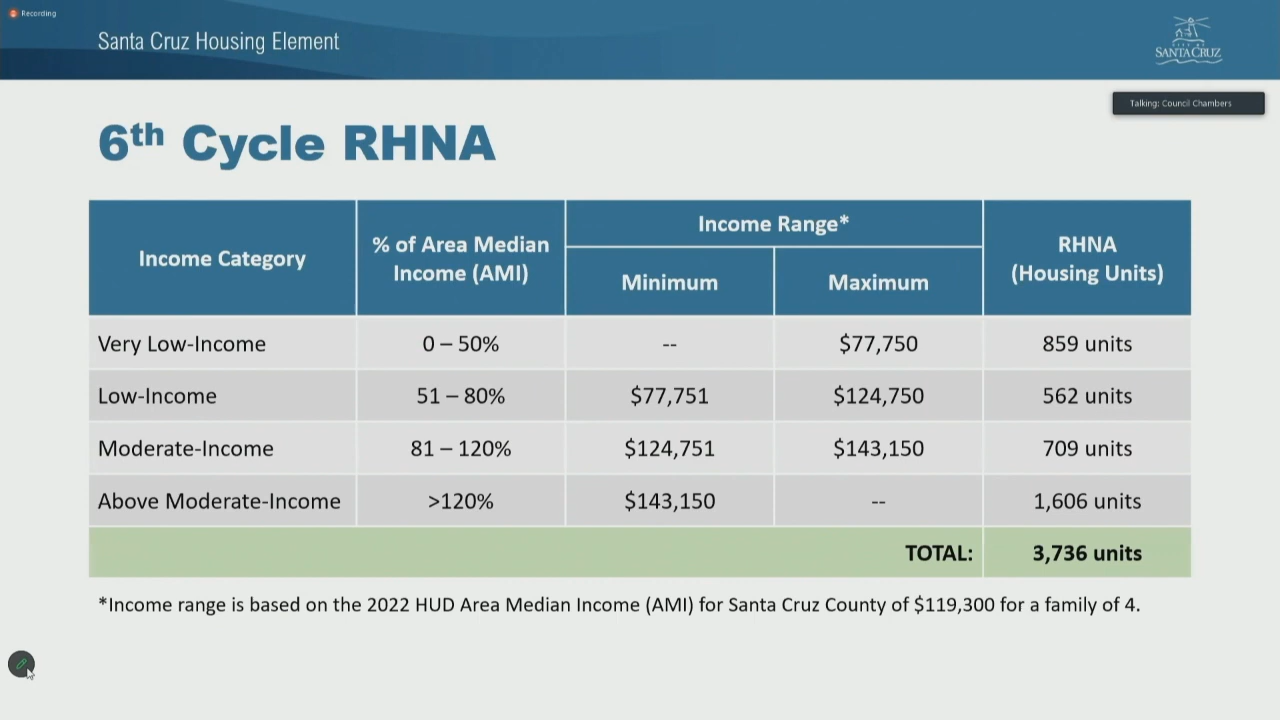 Recording
Santa Cruz Housing Element
CITY OF
SANTA CRUZ
Talking: Council Chambers
6th Cycle RHNA
Income Category
% of Area Median
Income (AMI)
Income Range*
Minimum
Maximum
RHNA
(Housing Units)
Very Low-Income 0 – 50% -- $77,750 859 units
Low-Income 51 – 80% $77,751 $124,750 562 units
Moderate-Income 81 – 120% $124,751 $143,150 709 units
Above Moderate-Income >120% $143,150 -- 1,606 units
TOTAL: 3,736 units
*Income range is based on the 2022 HUD Area Median Income (AMI) for Santa Cruz County of $119,300 for a family of 4.